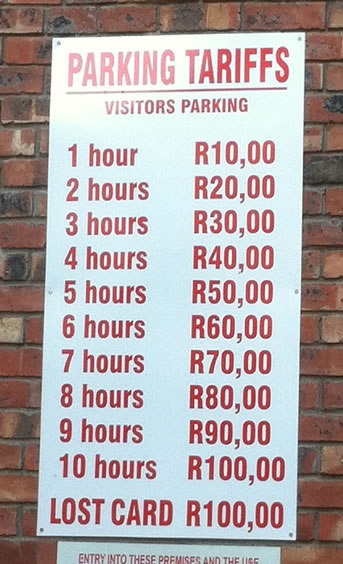 PARKING TARIFFS
VISITORS PARKING
1 hour R10,00
2 hours R20,00
3 hours R30,00
4 hours R40,00
5 hours R50,00
6 hours R60,00
7 hours R70,00
8 hours R80,00
9 hours R90,00
10 hours R100,00
LOST CARD R100,00
ENTRY INTO THESE PREMISES AND THE USE